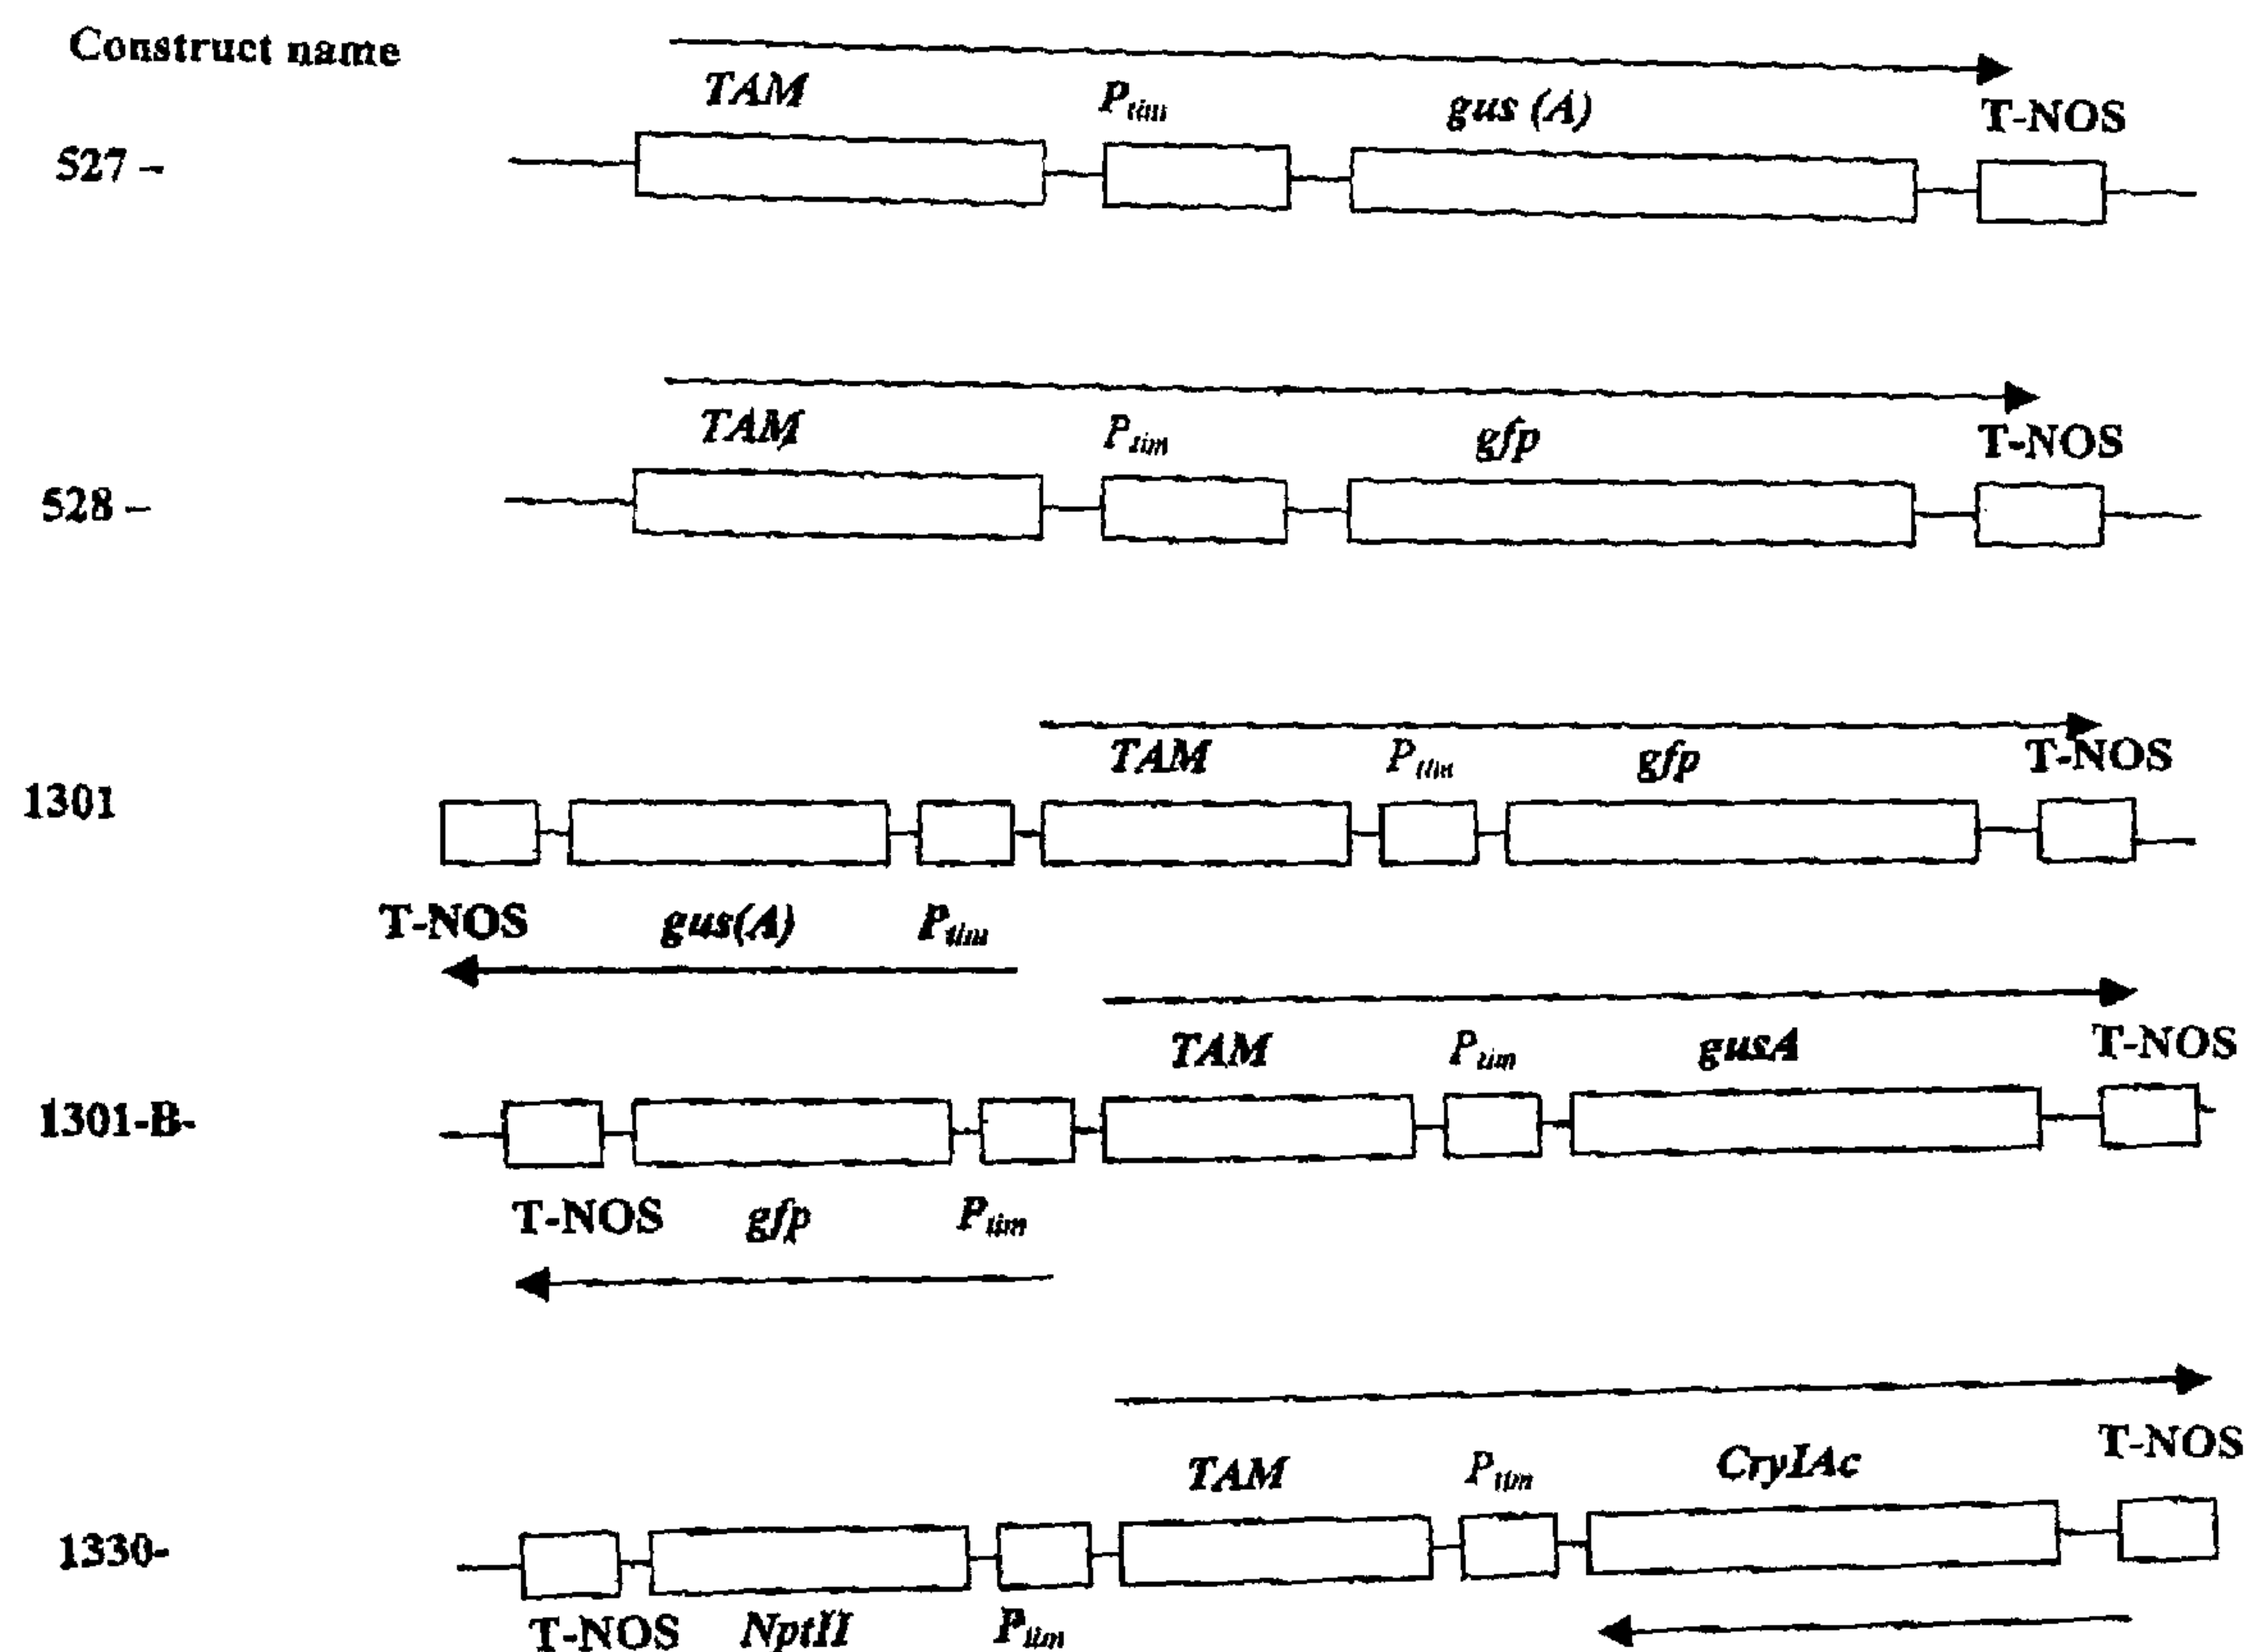 Construct name
TAM P_tim gus (A) T-NOS
527 –
TAM P_tim gfp T-NOS
528 –
TAM P_tim gfp T-NOS
1301
T-NOS gus(A) P_tim
TAM P_tim gusA T-NOS
1301-B-
T-NOS gfp P_tim
TAM P_tim CryIAc T-NOS
1330-
T-NOS NptII P_tim